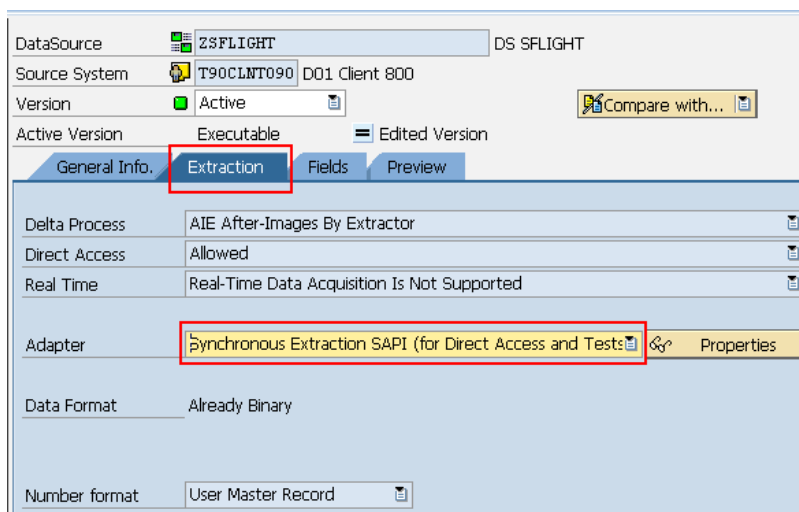 DataSource ZSFLIGHT DS SFLIGHT
Source System T90CLNT090 D01 Client 800
Version Active Compare with...
Active Version Executable = Edited Version
General Info. Extraction Fields Preview
Delta Process AIE After-Images By Extractor
Direct Access Allowed
Real Time Real-Time Data Acquisition Is Not Supported
Adapter Synchronous Extraction SAPI (for Direct Access and Tests Properties
Data Format Already Binary
Number format User Master Record